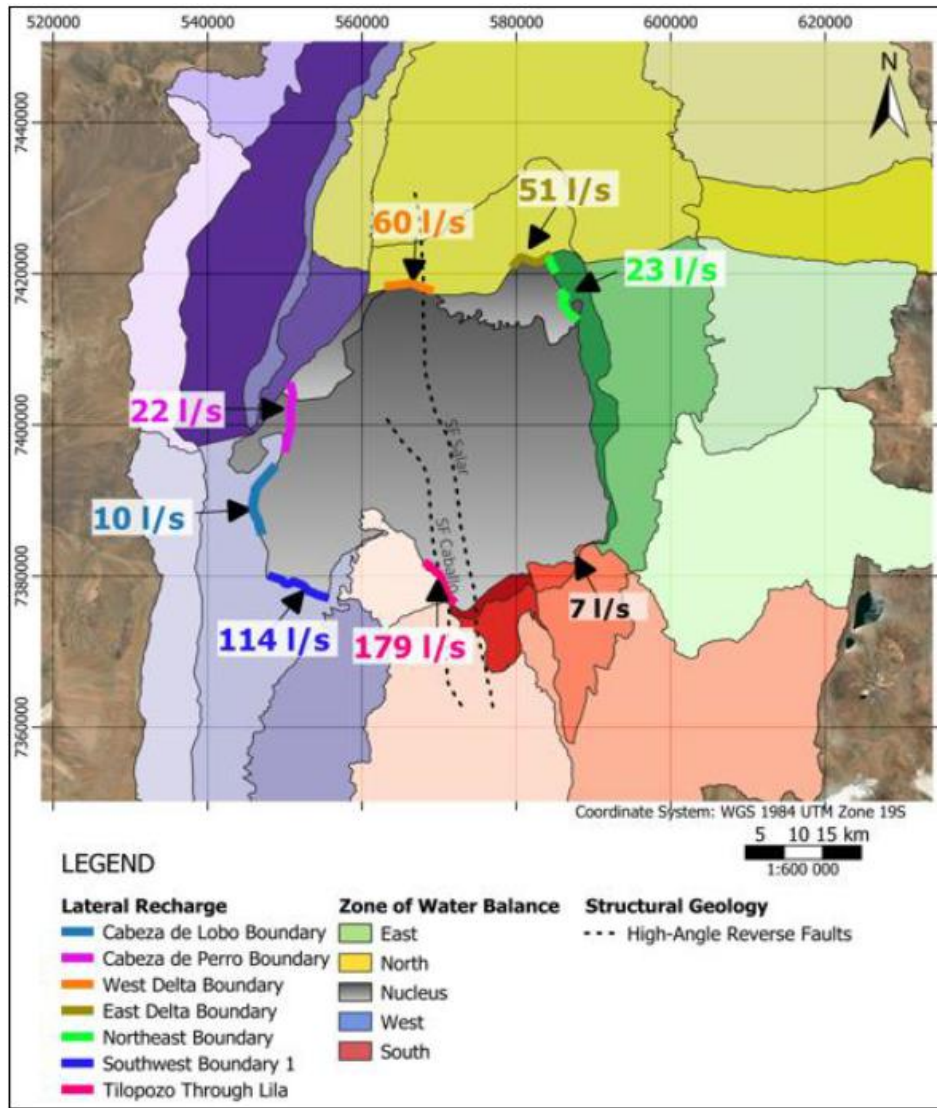 520000 540000 560000 580000 600000 620000
7440000
7420000
7400000
7380000
7360000
N
51 l/s
60 l/s
23 l/s
22 l/s
SF Salar
10 l/s
SF Caballo
7 l/s
114 l/s
179 l/s
Coordinate System: WGS 1984 UTM Zone 19S
5 10 15 km
1:600 000
LEGEND
Lateral Recharge
Cabeza de Lobo Boundary
Cabeza de Perro Boundary
West Delta Boundary
East Delta Boundary
Northeast Boundary
Southwest Boundary 1
Tilopozo Through Lila
Zone of Water Balance
East
North
Nucleus
West
South
Structural Geology
High-Angle Reverse Faults